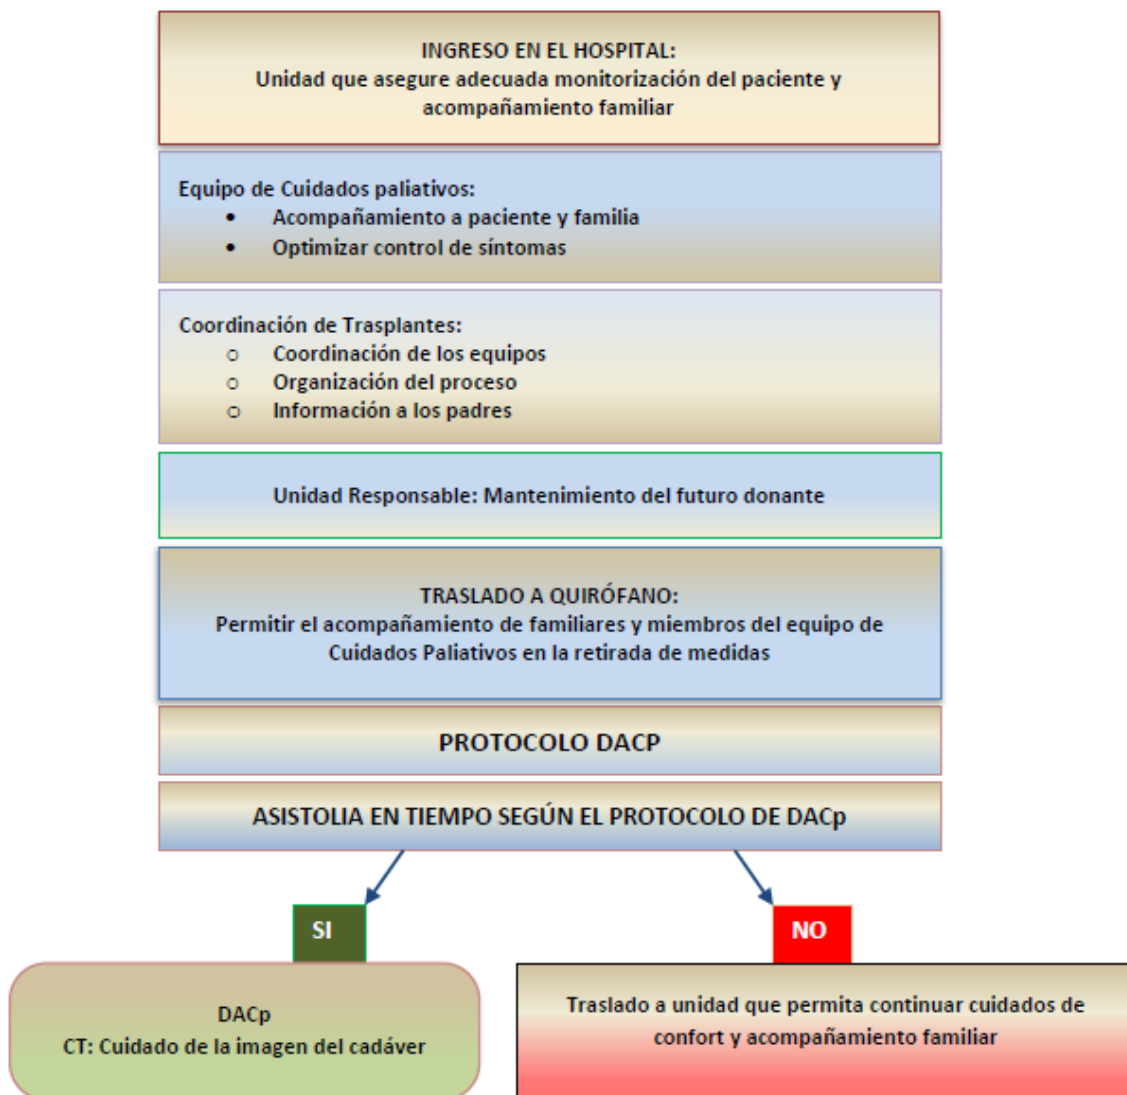 INGRESO EN EL HOSPITAL:
Unidad que asegure adecuada monitorización del paciente y
acompañamiento familiar
Equipo de Cuidados paliativos:
• Acompañamiento a paciente y familia
• Optimizar control de síntomas
Coordinación de Trasplantes:
o Coordinación de los equipos
o Organización del proceso
o Información a los padres
Unidad Responsable: Mantenimiento del futuro donante
TRASLADO A QUIRÓFANO:
Permitir el acompañamiento de familiares y miembros del equipo de
Cuidados Paliativos en la retirada de medidas
PROTOCOLO DACP
ASISTOLIA EN TIEMPO SEGÚN EL PROTOCOLO DE DACp
SI
NO
DACp
CT: Cuidado de la imagen del cadáver
Traslado a unidad que permita continuar cuidados de
confort y acompañamiento familiar